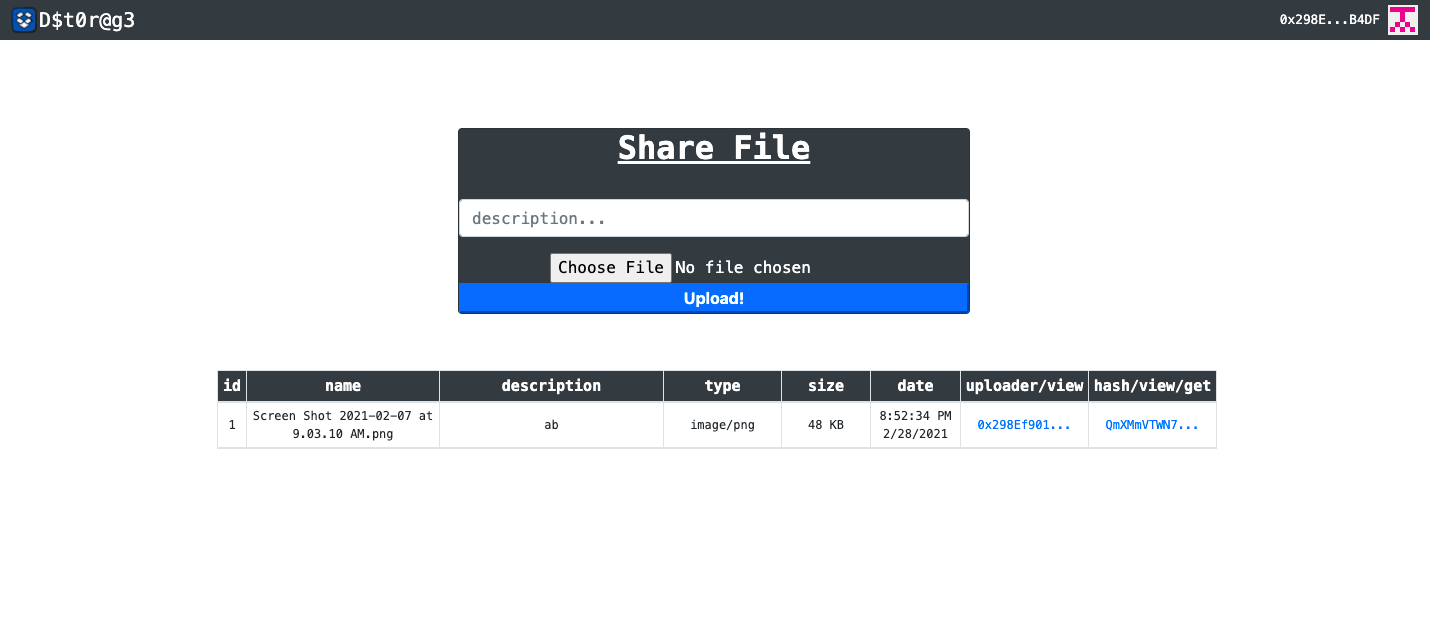 D$t0r@g3
0x298E...B4DF
Share File
description...
Choose File No file chosen
Upload!
id name description type size date uploader/view hash/view/get
1 Screen Shot 2021-02-07 at 9.03.10 AM.png ab image/png 48 KB 8:52:34 PM 2/28/2021 0x298Ef901... QmXMmVTWN7...